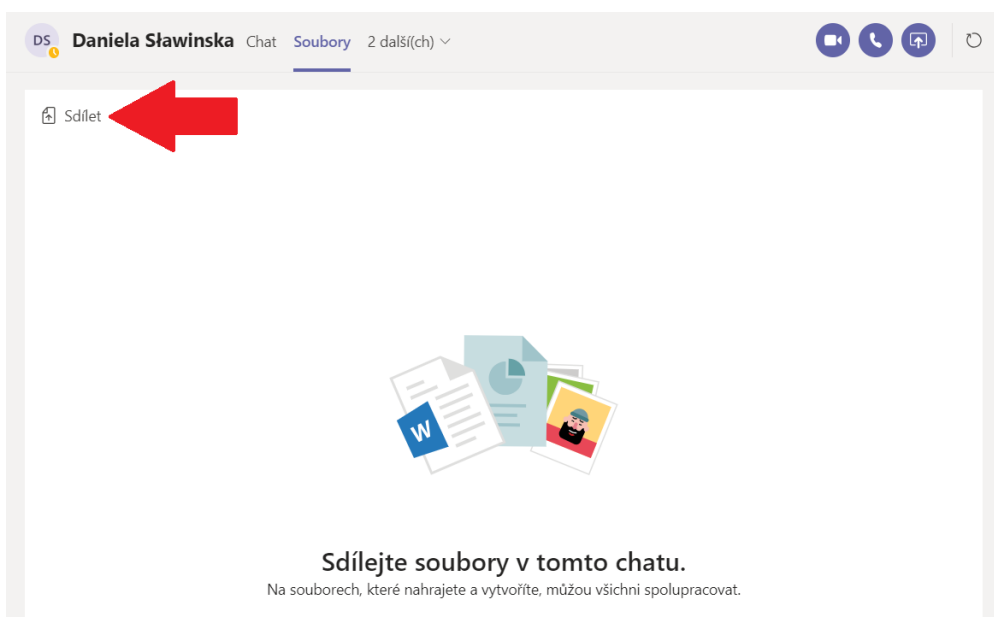 DS Daniela Sławinska Chat Soubory 2 další(ch)
Sdílet
W
Sdílejte soubory v tomto chatu.
Na souborech, které nahrajete a vytvoříte, můžou všichni spolupracovat.